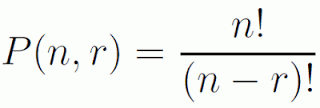 P(n, r) = n! / (n − r)!